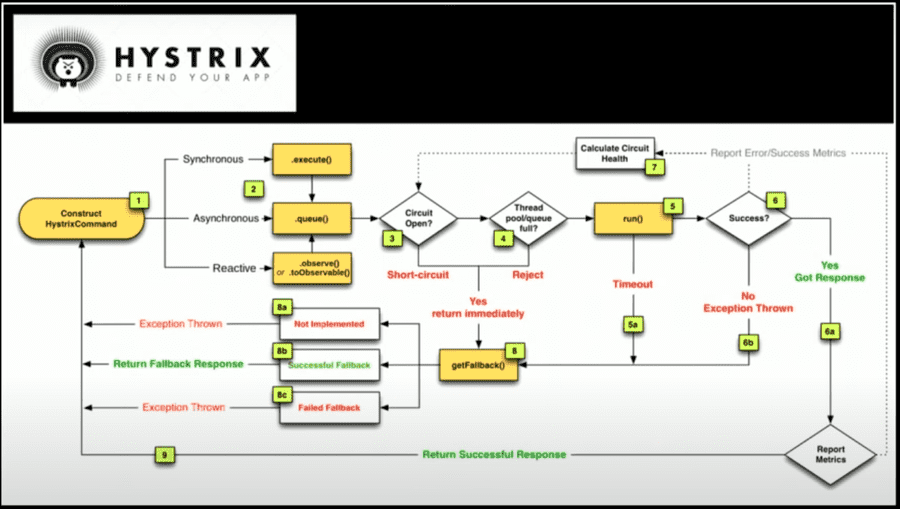 HYSTRIX
DEFEND YOUR APP
Calculate Circuit
Health
7
Report Error/Success Metrics
Synchronous
.execute()
1
2
Construct
HystrixCommand
Asynchronous
.queue()
Circuit
Open?
3
Thread
pool/queue
full?
4
run()
5
Success?
6
Reactive
.observe()
or .toObservable()
Short-circuit
Reject
Yes
return immediately
Timeout
5a
No
Exception Thrown
6b
Yes
Got Response
6a
8a
Exception Thrown
Not Implemented
8b
Return Fallback Response
Successful Fallback
getFallback()
8
8c
Exception Thrown
Failed Fallback
9
Return Successful Response
Report
Metrics